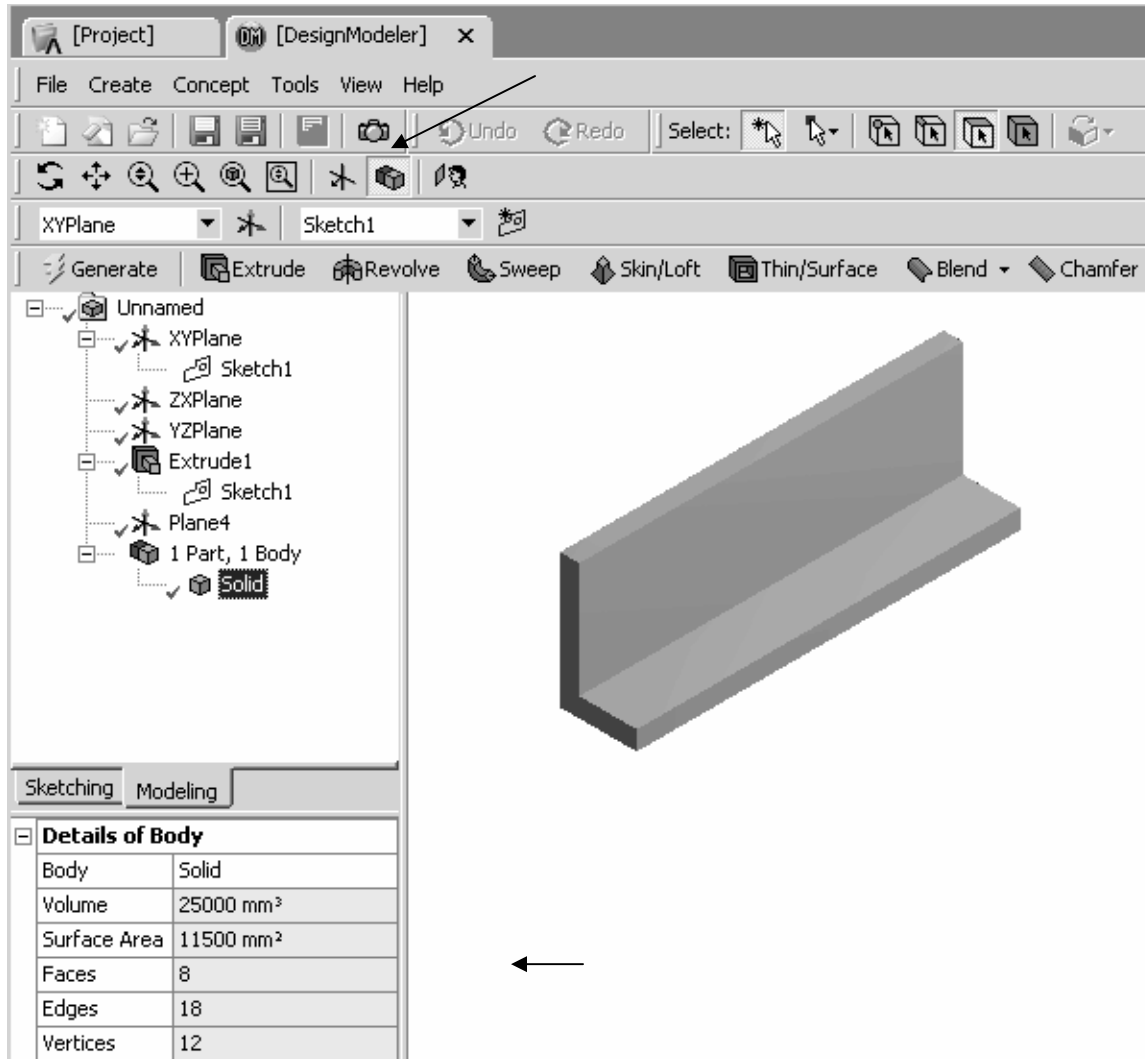 [Project] [DesignModeler] ×
File Create Concept Tools View Help
Undo Redo Select:
XYPlane Sketch1
Generate Extrude Revolve Sweep Skin/Loft Thin/Surface Blend Chamfer
Unnamed
XYPlane
Sketch1
ZXPlane
YZPlane
Extrude1
Sketch1
Plane4
1 Part, 1 Body
Solid
Sketching Modeling
Details of Body
Body Solid
Volume 25000 mm³
Surface Area 11500 mm²
Faces 8
Edges 18
Vertices 12